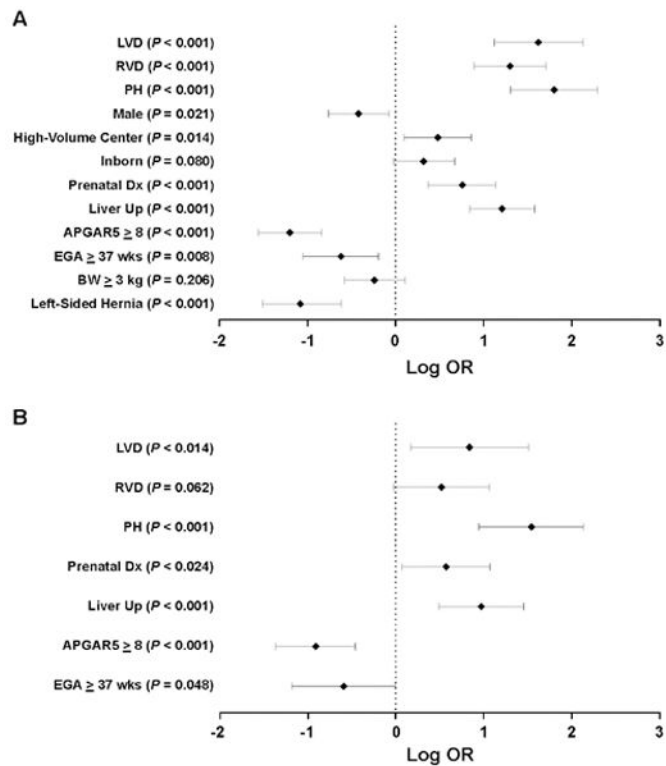 A
LVD (P < 0.001)
RVD (P < 0.001)
PH (P < 0.001)
Male (P = 0.021)
High-Volume Center (P = 0.014)
Inborn (P = 0.080)
Prenatal Dx (P < 0.001)
Liver Up (P < 0.001)
APGAR5 ≥ 8 (P < 0.001)
EGA ≥ 37 wks (P = 0.008)
BW ≥ 3 kg (P = 0.206)
Left-Sided Hernia (P < 0.001)
-2 -1 0 1 2 3
Log OR
B
LVD (P < 0.014)
RVD (P = 0.062)
PH (P < 0.001)
Prenatal Dx (P < 0.024)
Liver Up (P < 0.001)
APGAR5 ≥ 8 (P < 0.001)
EGA ≥ 37 wks (P = 0.048)
-2 -1 0 1 2 3
Log OR